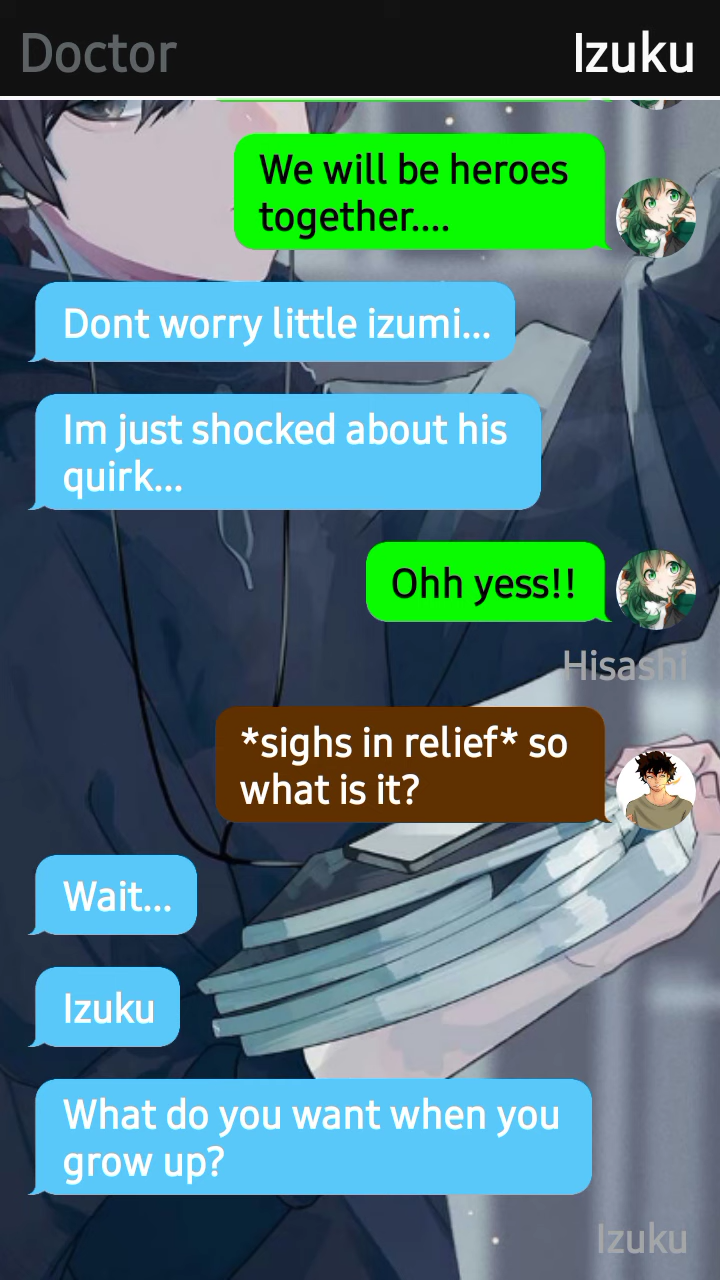 Doctor
Izuku
We will be heroes
together....
Dont worry little izumi...
Im just shocked about his
quirk...
Ohh yess!!
Hisashi
*sighs in relief* so
what is it?
Wait...
Izuku
What do you want when you
grow up?
Izuku